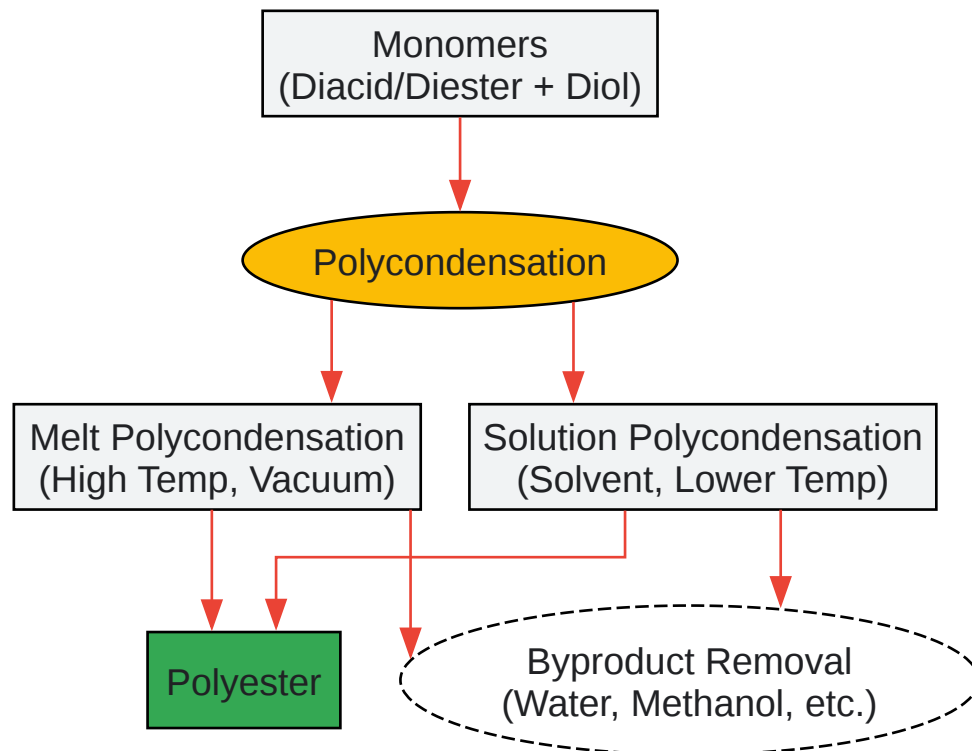 Monomers
(Diacid/Diester + Diol)
Polycondensation
Melt Polycondensation
(High Temp, Vacuum)
Solution Polycondensation
(Solvent, Lower Temp)
Polyester
Byproduct Removal
(Water, Methanol, etc.)